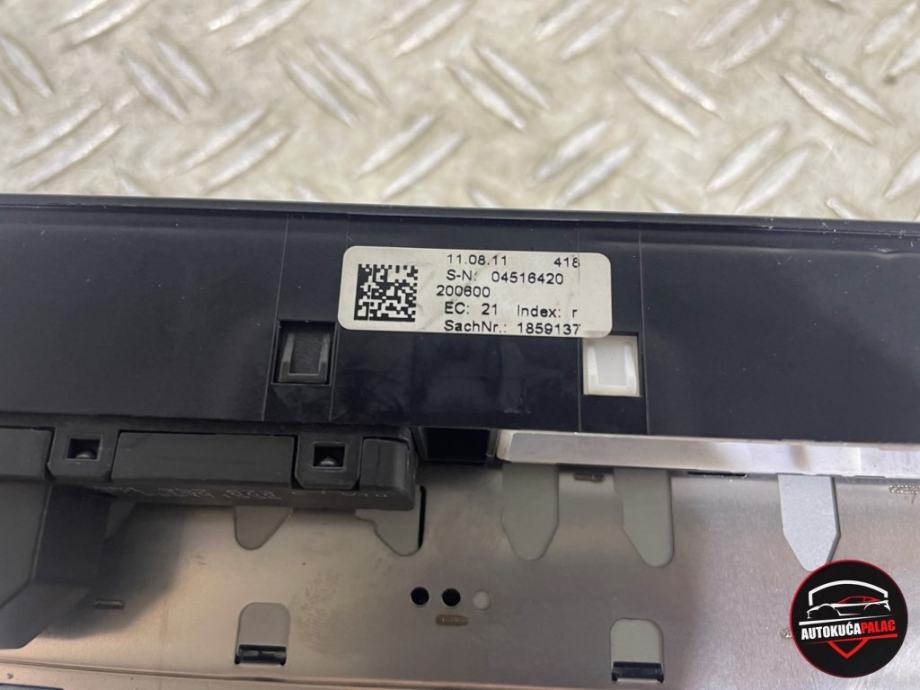 11.08.11 418
S-N: 04516420
200600
EC: 21 Index: r
SachNr.: 1859137
AUTOKUĆAPALAC